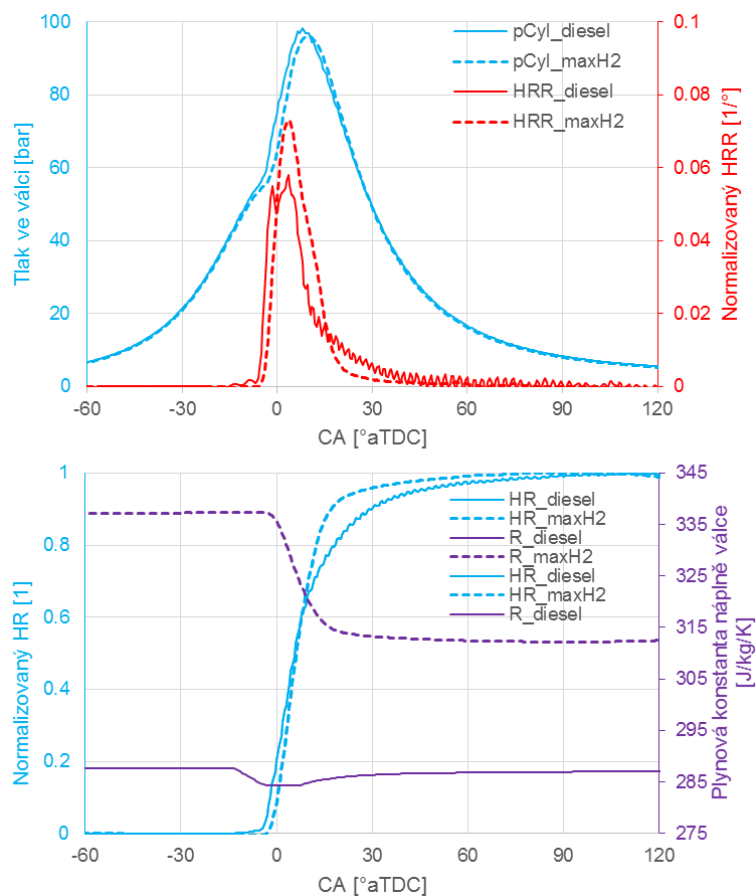 100
80
60
40
20
0
Tlak ve válci [bar]
pCyl_diesel
pCyl_maxH2
HRR_diesel
HRR_maxH2
0.1
0.08
0.06
0.04
0.02
0
Normalizovaný HRR [1/°]
-60
-30
0
30
60
90
120
CA [°aTDC]
1
0.8
0.6
0.4
0.2
0
Normalizovaný HR [1]
HR_diesel
HR_maxH2
R_diesel
R_maxH2
HR_diesel
HR_maxH2
R_diesel
345
335
325
315
305
295
285
275
Plynová konstanta náplně válce
[J/kg/K]
-60
-30
0
30
60
90
120
CA [°aTDC]